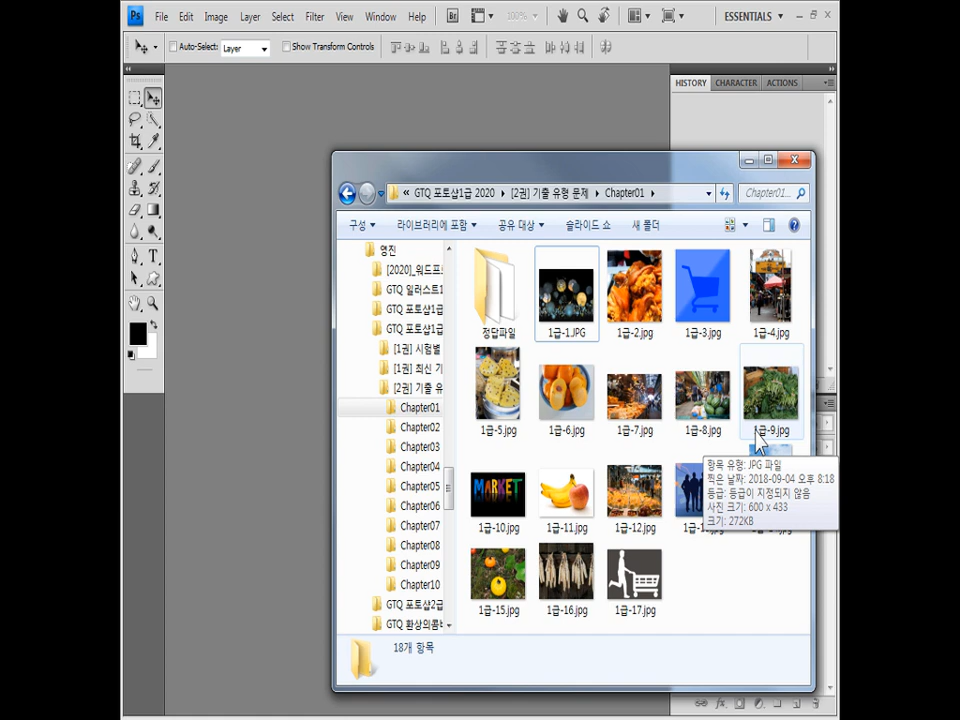 Ps File Edit Image Layer Select Filter View Window Help Br 100% ESSENTIALS
Auto-Select: Layer Show Transform Controls
HISTORY CHARACTER ACTIONS
« GTQ 포토샵1급 2020 [2권] 기출 유형 문제 Chapter01 Chapter01...
구성 라이브러리에 포함 공유 대상 슬라이드 쇼 새 폴더
영진
[2020]_워드프로
GTQ 일러스트1
GTQ 포토샵1급
GTQ 포토샵1급
[1권] 시험별
[1권] 최신 기
[2권] 기출 유
Chapter01
Chapter02
Chapter03
Chapter04
Chapter05
Chapter06
Chapter07
Chapter08
Chapter09
Chapter10
GTQ 포토샵2급
GTQ 환상의콤비
정답파일 1급-1.JPG 1급-2.jpg 1급-3.jpg 1급-4.jpg
1급-5.jpg 1급-6.jpg 1급-7.jpg 1급-8.jpg 1급-9.jpg
MARKET
1급-10.jpg 1급-11.jpg 1급-12.jpg
1급-15.jpg 1급-16.jpg 1급-17.jpg
항목 유형: JPG 파일
찍은 날짜: 2018-09-04 오후 8:18
등급: 등급이 지정되지 않음
사진 크기: 600 x 433
크기: 272KB
18개 항목